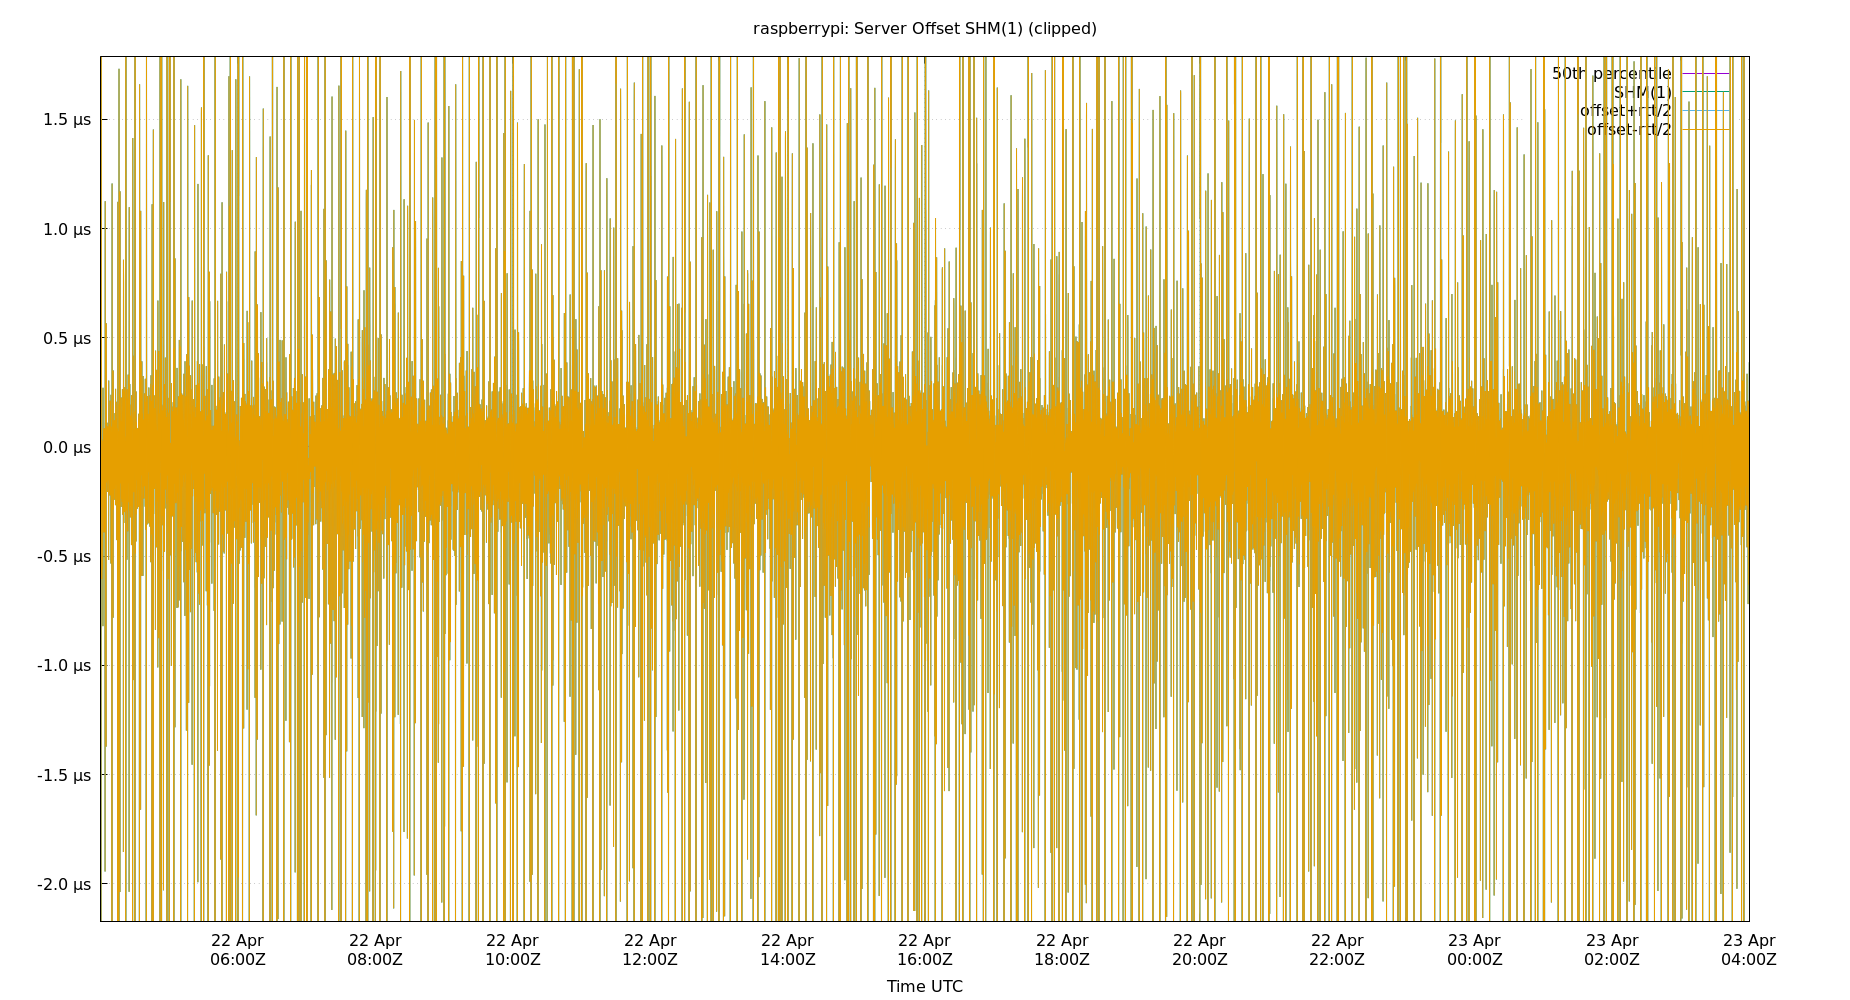 raspberrypi: Server Offset SHM(1) (clipped)
50th percentile
SHM(1)
offset+rtt/2
offset-rtt/2
1.5 µs
1.0 µs
0.5 µs
0.0 µs
-0.5 µs
-1.0 µs
-1.5 µs
-2.0 µs
22 Apr 22 Apr 22 Apr 22 Apr 22 Apr 22 Apr 22 Apr 22 Apr 22 Apr 23 Apr 23 Apr 23 Apr
06:00Z 08:00Z 10:00Z 12:00Z 14:00Z 16:00Z 18:00Z 20:00Z 22:00Z 00:00Z 02:00Z 04:00Z
Time UTC